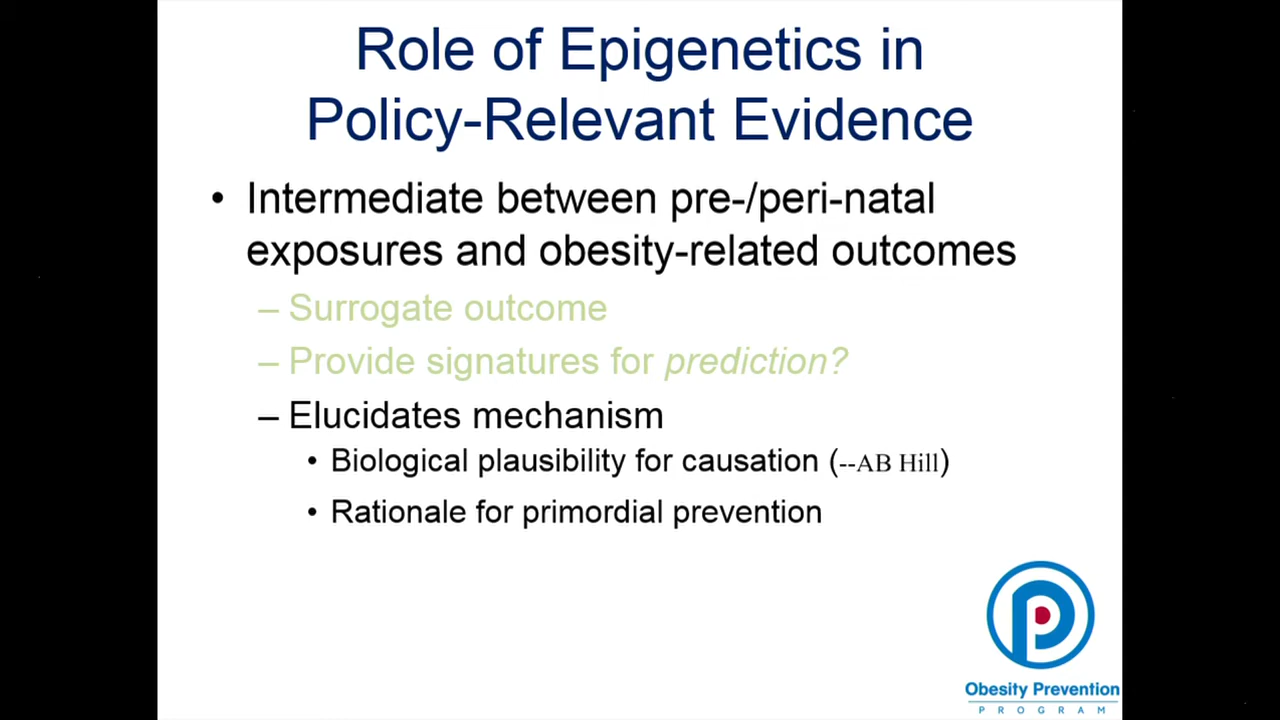 Role of Epigenetics in
Policy-Relevant Evidence
• Intermediate between pre-/peri-natal
exposures and obesity-related outcomes
– Surrogate outcome
– Provide signatures for prediction?
– Elucidates mechanism
• Biological plausibility for causation (--AB Hill)
• Rationale for primordial prevention
Obesity Prevention
PROGRAM